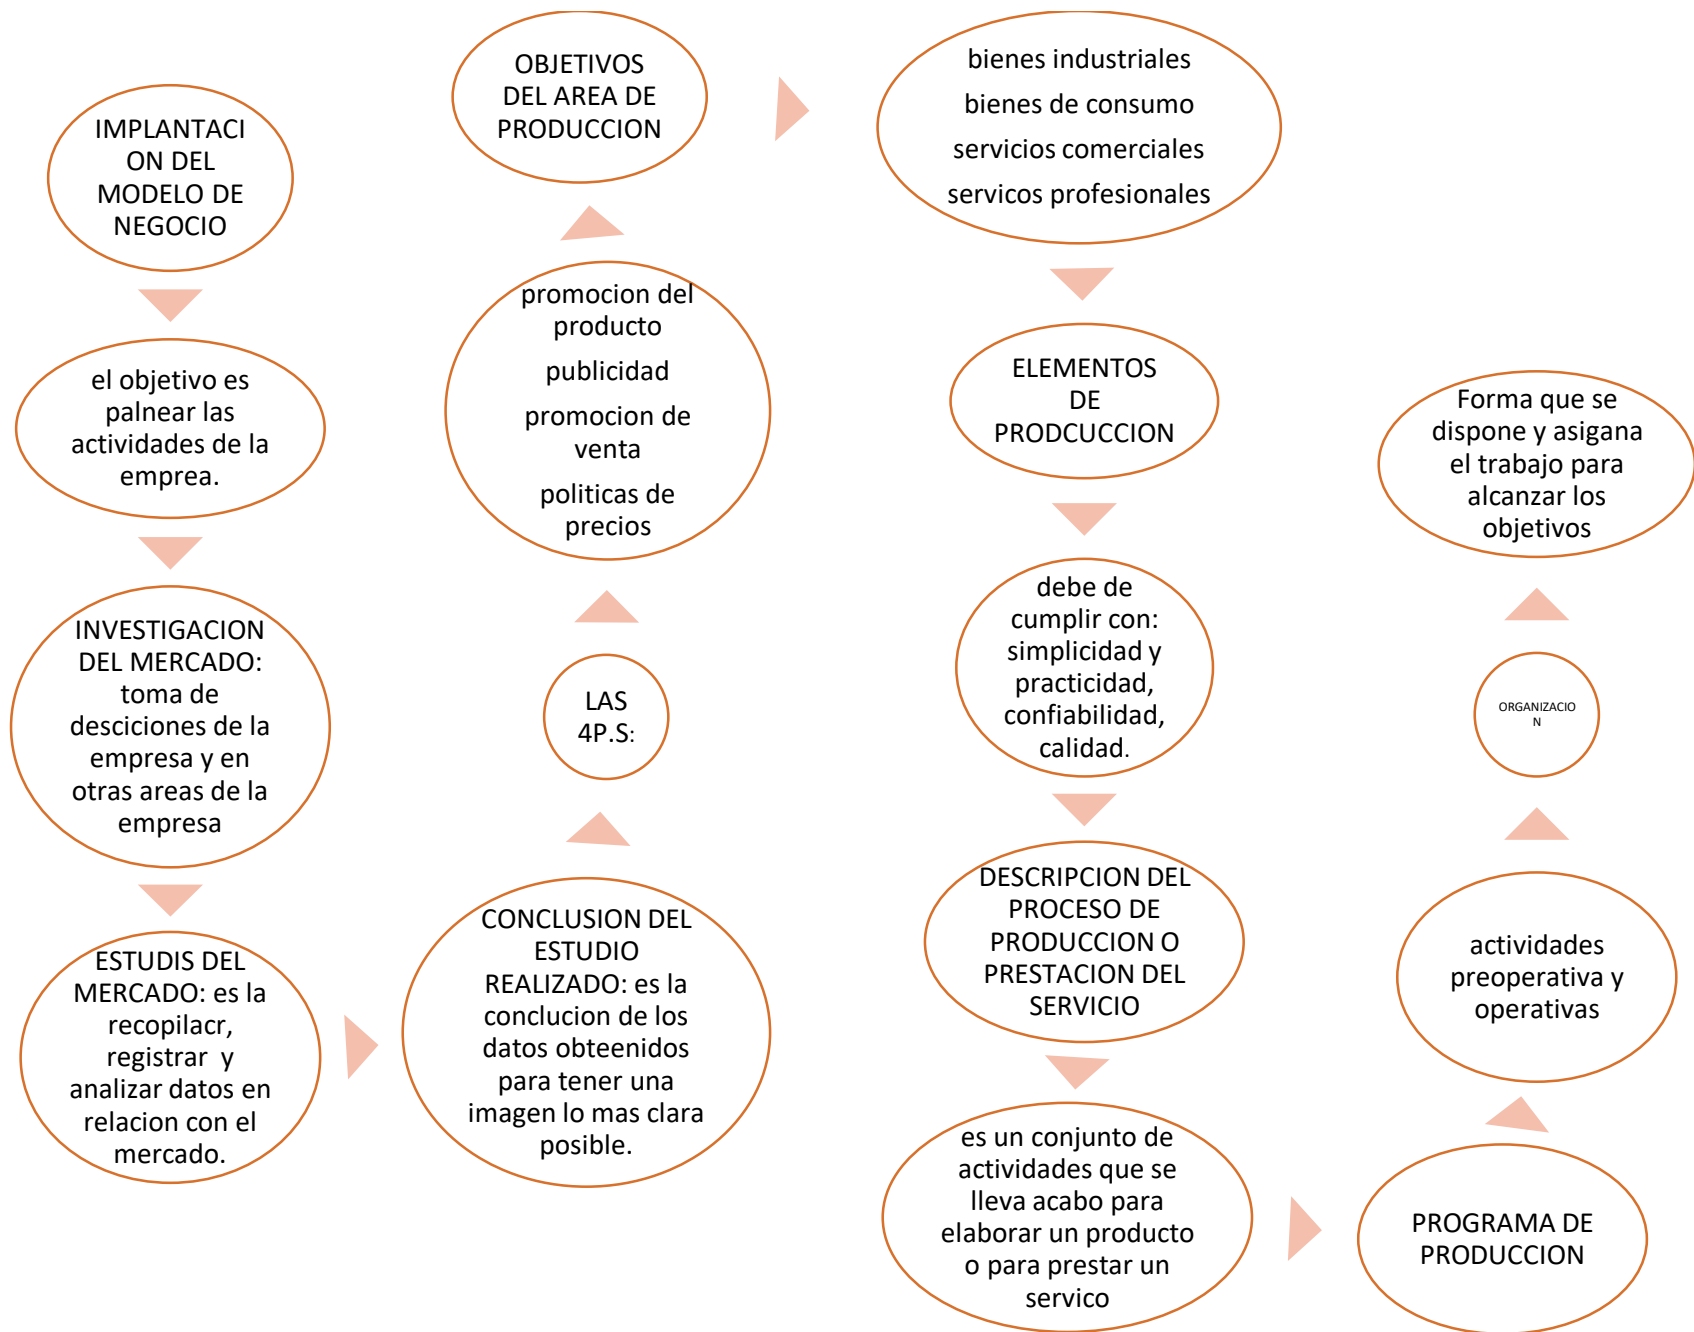 IMPLANTACI
ON DEL
MODELO DE
NEGOCIO
el objetivo es
palnear las
actividades de la
emprea.
INVESTIGACION
DEL MERCADO:
toma de
desciciones de la
empresa y en
otras areas de la
empresa
ESTUDIS DEL
MERCADO: es la
recopilacr,
registrar y
analizar datos en
relacion con el
mercado.
CONCLUSION DEL
ESTUDIO
REALIZADO: es la
conclucion de los
datos obteenidos
para tener una
imagen lo mas clara
posible.
LAS
4P.S:
promocion del
producto
publicidad
promocion de
venta
politicas de
precios
OBJETIVOS
DEL AREA DE
PRODUCCION
bienes industriales
bienes de consumo
servicios comerciales
servicos profesionales
ELEMENTOS
DE
PRODCUCCION
debe de
cumplir con:
simplicidad y
practicidad,
confiabilidad,
calidad.
DESCRIPCION DEL
PROCESO DE
PRODUCCION O
PRESTACION DEL
SERVICIO
es un conjunto de
actividades que se
lleva acabo para
elaborar un producto
o para prestar un
servico
PROGRAMA DE
PRODUCCION
actividades
preoperativa y
operativas
ORGANIZACIO
N
Forma que se
dispone y asigana
el trabajo para
alcanzar los
objetivos